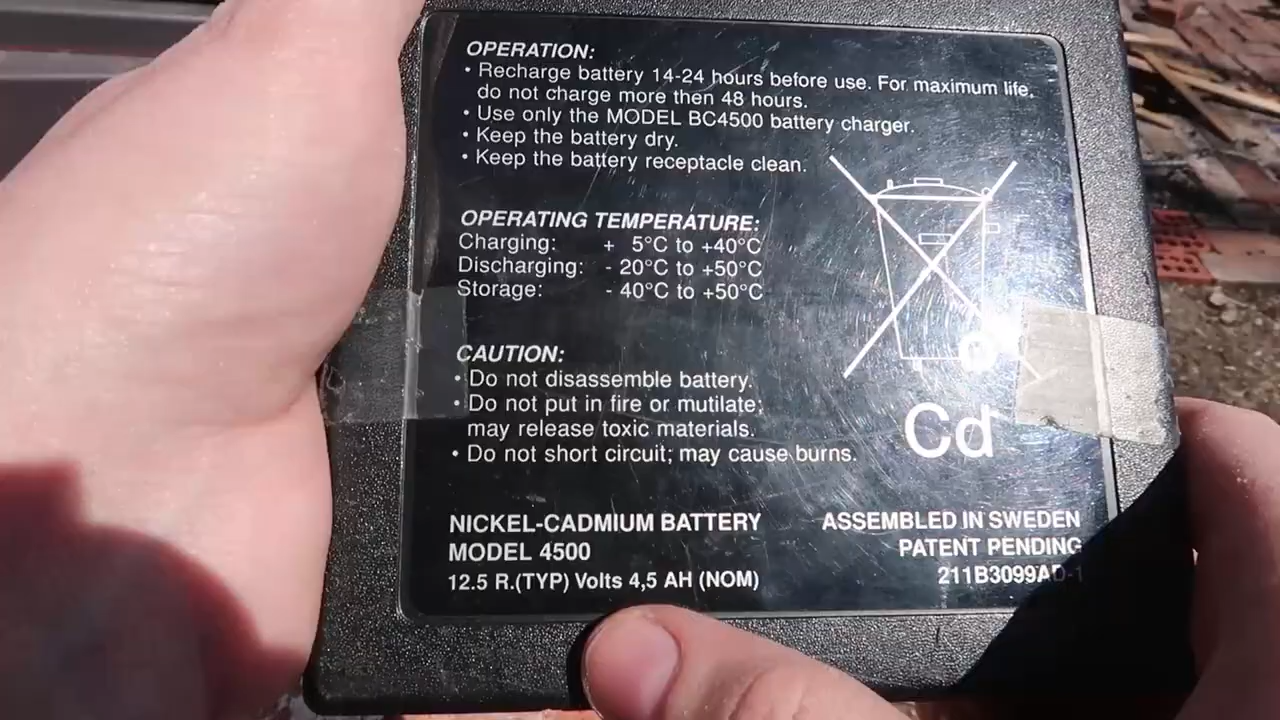 OPERATION:
• Recharge battery 14-24 hours before use. For maximum life,
do not charge more then 48 hours.
• Use only the MODEL BC4500 battery charger.
• Keep the battery dry.
• Keep the battery receptacle clean.
OPERATING TEMPERATURE:
Charging: + 5°C to +40°C
Discharging: - 20°C to +50°C
Storage: - 40°C to +50°C
CAUTION:
• Do not disassemble battery.
• Do not put in fire or mutilate;
may release toxic materials.
• Do not short circuit; may cause burns.
Cd
NICKEL-CADMIUM BATTERY
MODEL 4500
12.5 R.(TYP) Volts 4,5 AH (NOM)
ASSEMBLED IN SWEDEN
PATENT PENDING
211B3099AD-1